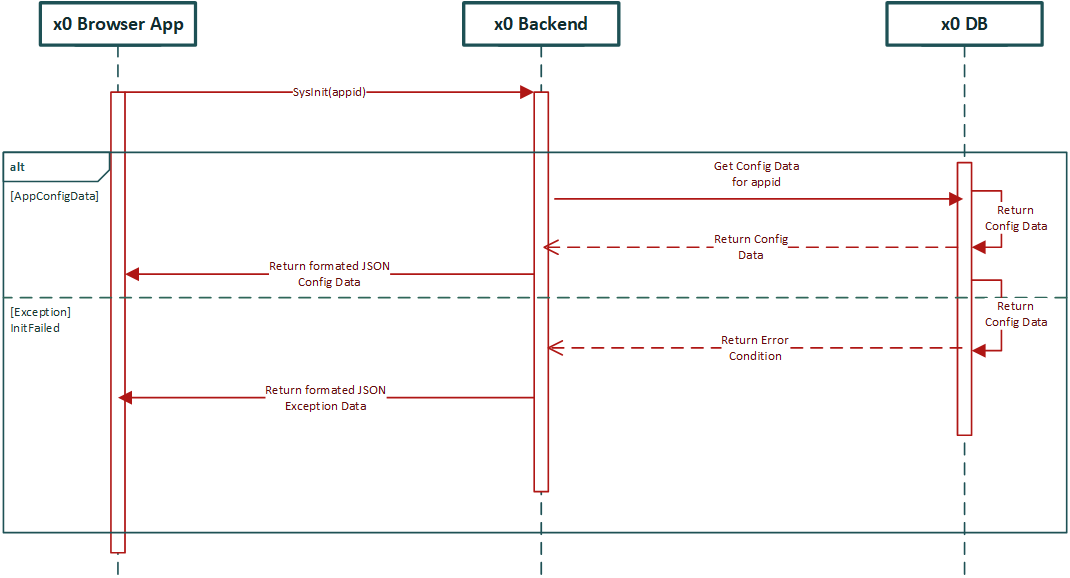 x0 Browser App
x0 Backend
x0 DB
SysInit(appid)
alt
[AppConfigData]
Get Config Data
for appid
Return
Config Data
Return Config
Data
Return formated JSON
Config Data
[Exception]
InitFailed
Return
Config Data
Return Error
Condition
Return formated JSON
Exception Data